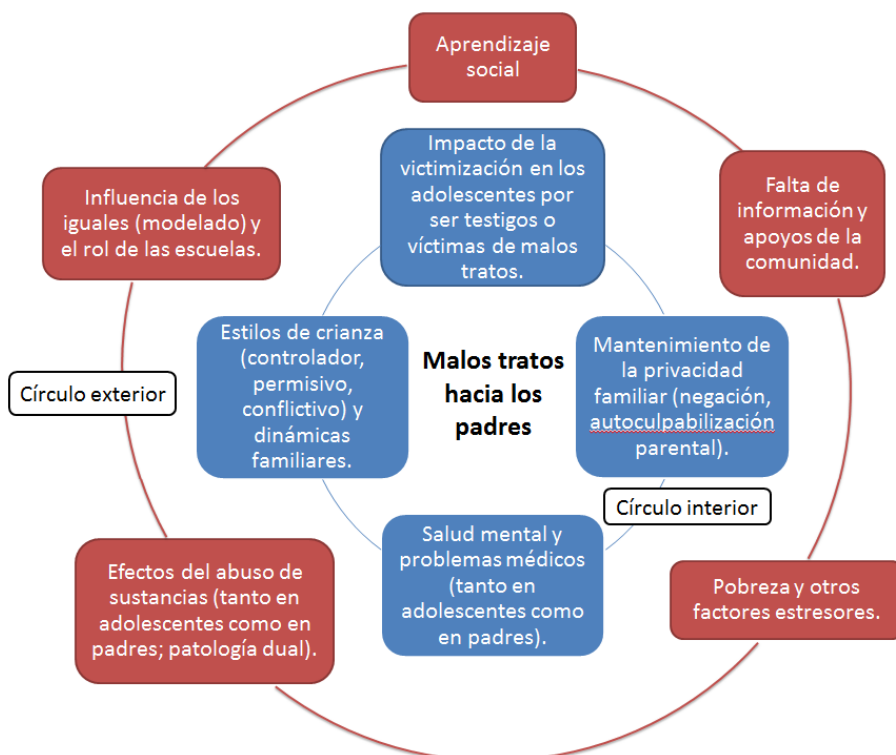 Aprendizaje
social
Impacto de la
victimización en los
adolescentes por
ser testigos o
víctimas de malos
tratos.
Influencia de los
iguales (modelado) y
el rol de las escuelas.
Falta de
información y
apoyos de la
comunidad.
Estilos de crianza
(controlador,
permisivo,
conflictivo) y
dinámicas
familiares.
Malos tratos
hacia los
padres
Mantenimiento de
la privacidad
familiar (negación,
autoculpabilización
parental).
Círculo exterior
Círculo interior
Salud mental y
problemas médicos
(tanto en
adolescentes como
en padres).
Efectos del abuso de
sustancias (tanto en
adolescentes como en
padres; patología dual).
Pobreza y otros
factores estresores.